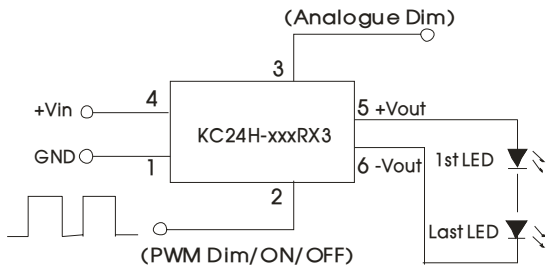 (Analogue Dim)
3
+Vin 4 5 +Vout
KC24H-xxxRX3
GND 1 6 -Vout 1st LED
2
Last LED
(PWM Dim/ON/OFF)